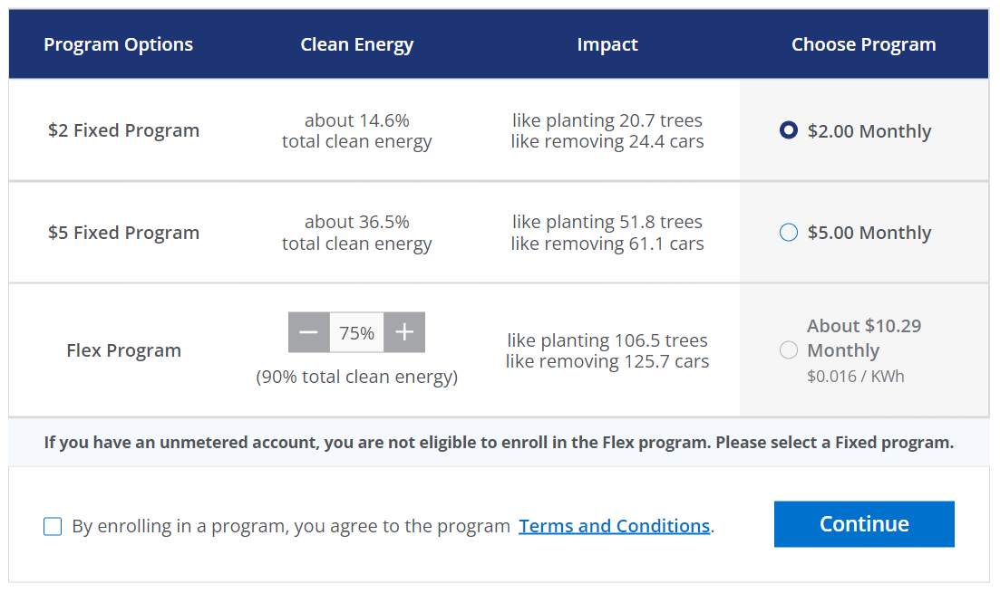 Program Options Clean Energy Impact Choose Program
$2 Fixed Program
about 14.6%
total clean energy
like planting 20.7 trees
like removing 24.4 cars
$2.00 Monthly
$5 Fixed Program
about 36.5%
total clean energy
like planting 51.8 trees
like removing 61.1 cars
$5.00 Monthly
Flex Program
− 75% +
(90% total clean energy)
like planting 106.5 trees
like removing 125.7 cars
About $10.29
Monthly
$0.016 / KWh
If you have an unmetered account, you are not eligible to enroll in the Flex program. Please select a Fixed program.
By enrolling in a program, you agree to the program Terms and Conditions.
Continue